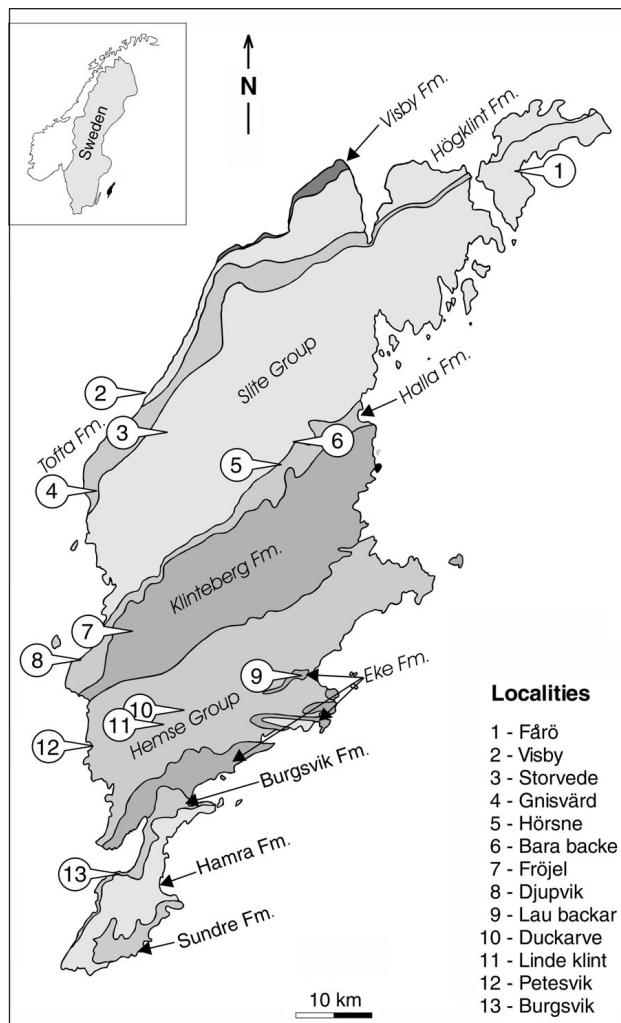 Sweden
N
Visby Fm.
Högklint Fm.
1
2
Tofta Fm.
3
Slite Group
Halla Fm.
6
5
4
Klinteberg Fm.
7
8
9
Eke Fm.
10
11
Hemse Group
12
Burgsvik Fm.
13
Hamra Fm.
Sundre Fm.
10 km
Localities
1 - Fårö
2 - Visby
3 - Storvede
4 - Gnisvärd
5 - Hörsne
6 - Bara backe
7 - Fröjel
8 - Djupvik
9 - Lau backar
10 - Duckarve
11 - Linde klint
12 - Petesvik
13 - Burgsvik